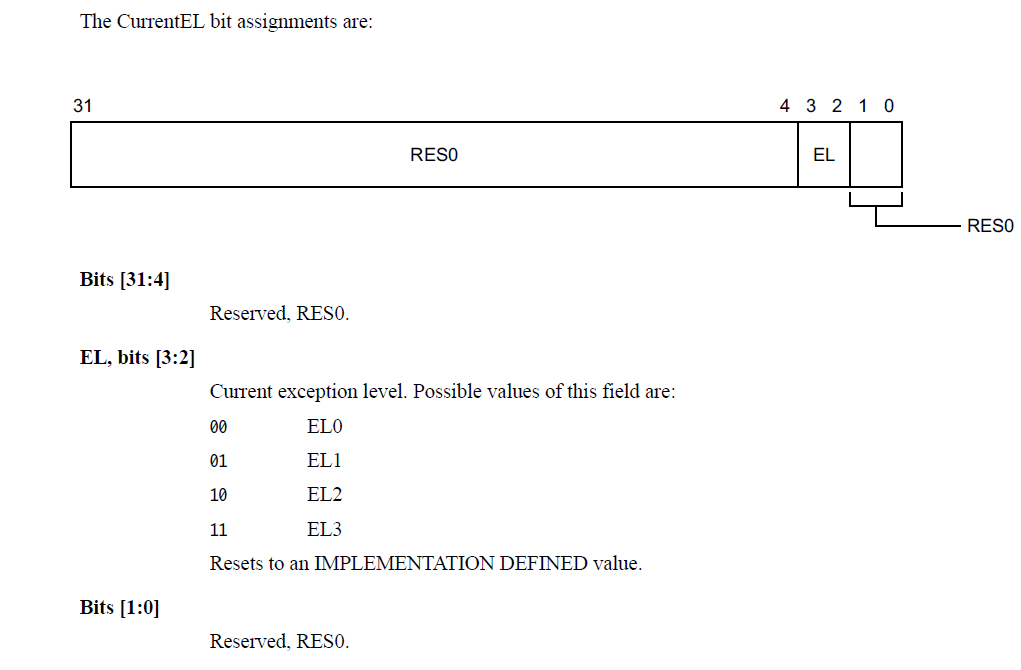 The CurrentEL bit assignments are:
31 4 3 2 1 0
RES0 EL
RES0
Bits [31:4]
Reserved, RES0.
EL, bits [3:2]
Current exception level. Possible values of this field are:
00 EL0
01 EL1
10 EL2
11 EL3
Resets to an IMPLEMENTATION DEFINED value.
Bits [1:0]
Reserved, RES0.